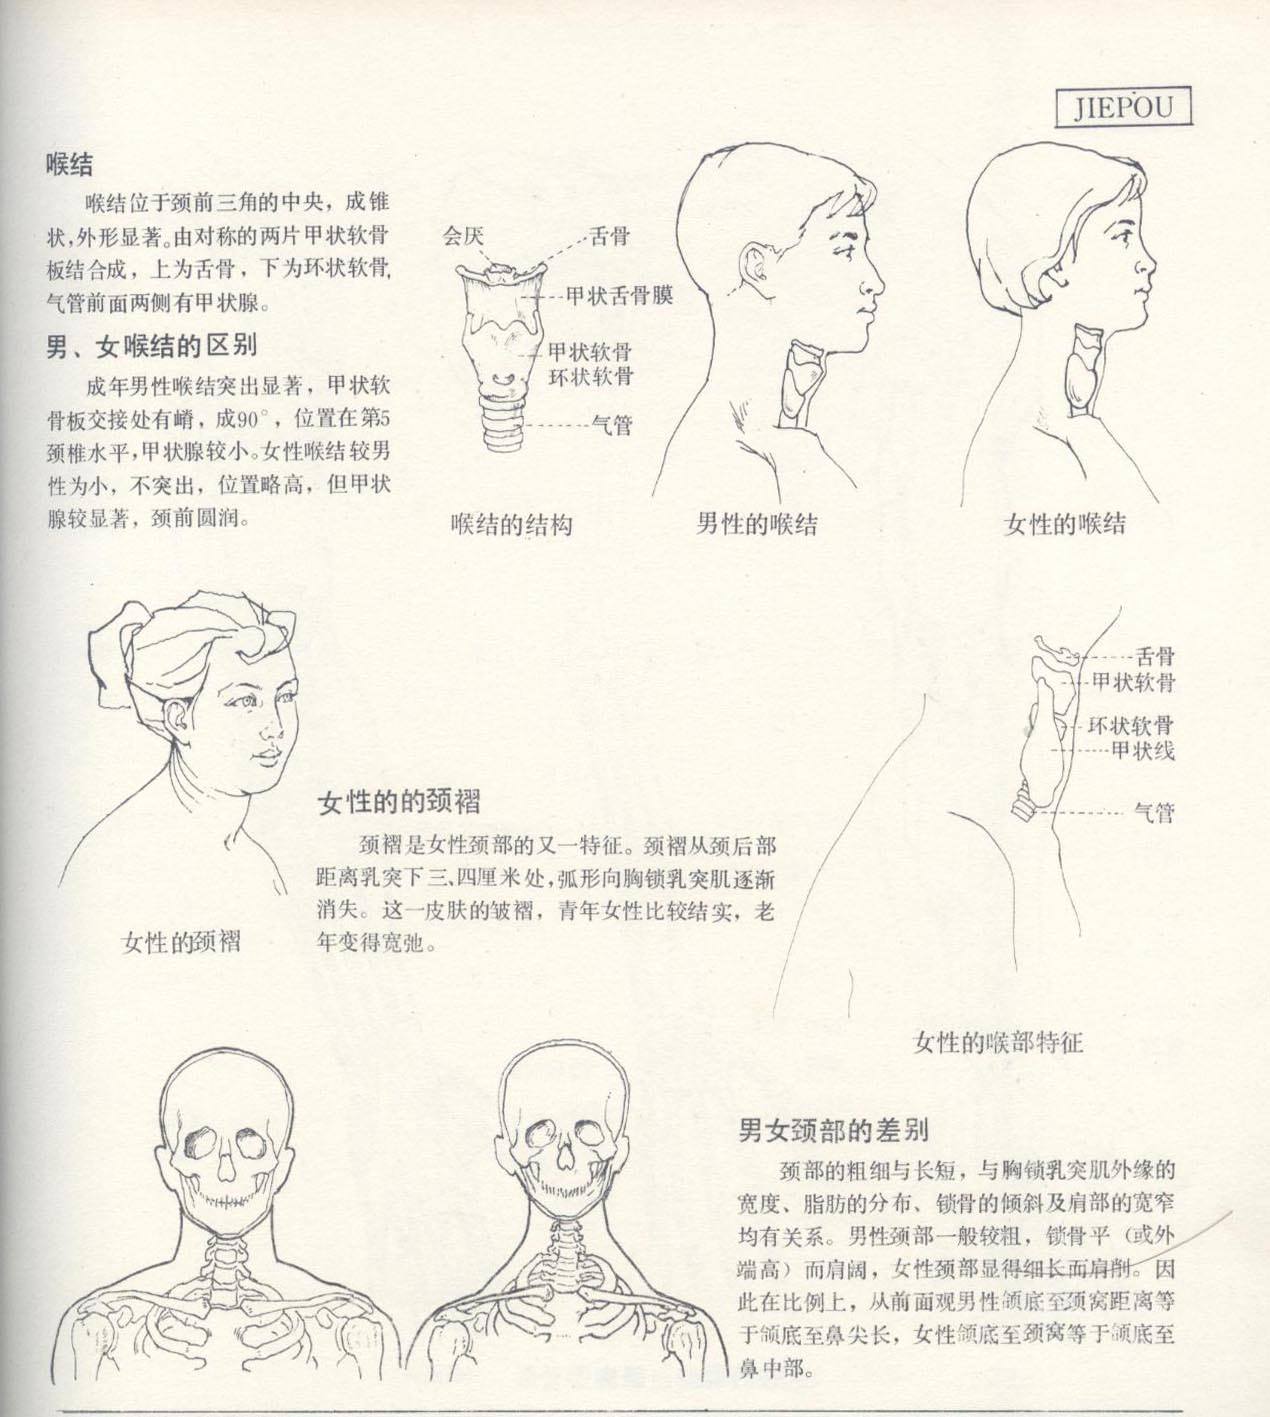 JIEPOU
喉结
喉结位于颈前三角的中央，成锥
状，外形显著。由对称的两片甲状软骨
板结合成，上为舌骨，下为环状软骨，
气管前面两侧有甲状腺。
男、女喉结的区别
成年男性喉结突出显著，甲状软
骨板交接处有嵴，成90°，位置在第5
颈椎水平，甲状腺较小。女性喉结较男
性为小，不突出，位置略高，但甲状
腺较显著，颈前圆润。
会厌
舌骨
甲状舌骨膜
甲状软骨
环状软骨
气管
喉结的结构
男性的喉结
女性的喉结
女性的颈褶
女性的的颈褶
颈褶是女性颈部的又一特征。颈褶从颈后部
距离乳突下三、四厘米处，弧形向胸锁乳突肌逐渐
消失。这一皮肤的皱褶，青年女性比较结实，老
年变得宽弛。
舌骨
甲状软骨
环状软骨
甲状线
气管
女性的喉部特征
男女颈部的差别
颈部的粗细与长短，与胸锁乳突肌外缘的
宽度、脂肪的分布、锁骨的倾斜及肩部的宽窄
均有关系。男性颈部一般较粗，锁骨平（或外
端高）而肩阔，女性颈部显得细长而肩削。因
此在比例上，从前面观男性颌底至颈窝距离等
于颌底至鼻尖长，女性颌底至颈窝等于颌底至
鼻中部。